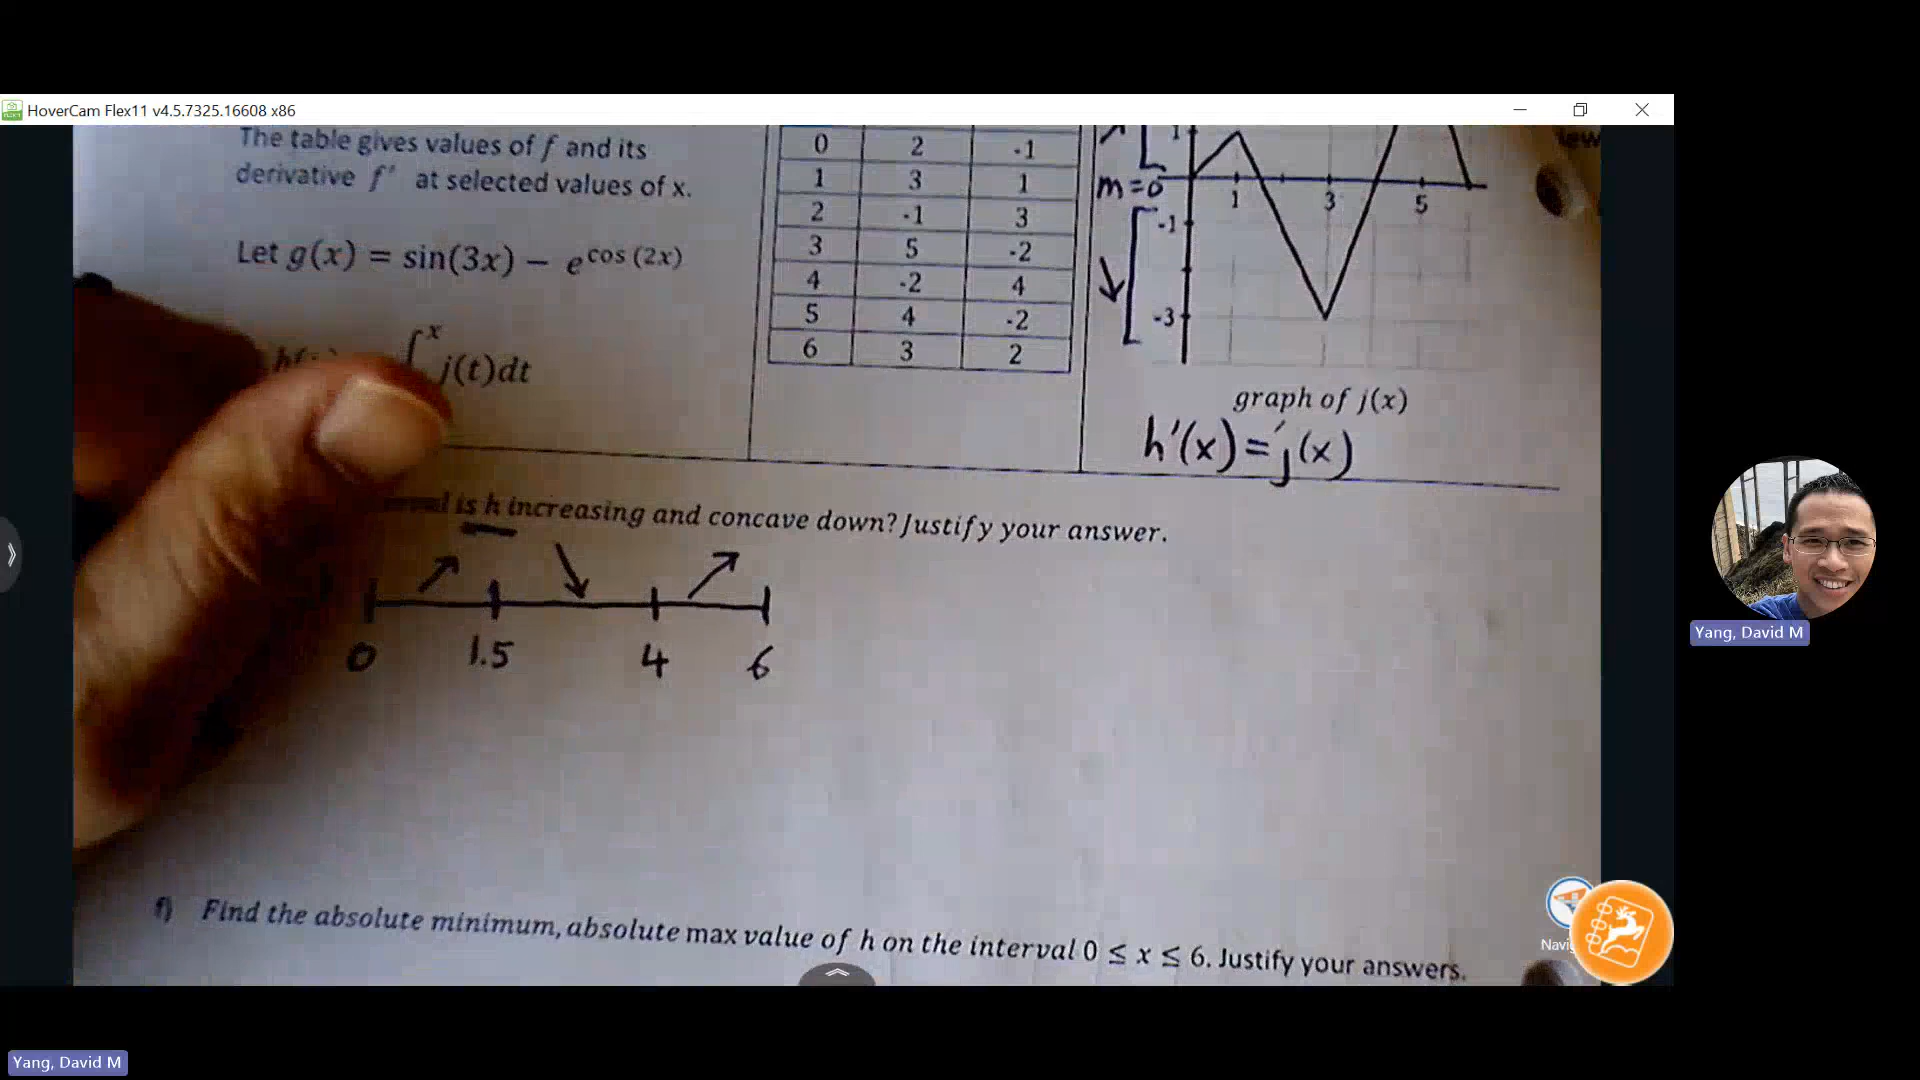 HoverCam Flex11 v4.5.7325.16608 x86
The table gives values of f and its
derivative f' at selected values of x.
Let g(x) = sin(3x) − e^cos (2x)
∫^x j(t)dt
0 2 -1
1 3 1
2 -1 3
3 5 -2
4 -2 4
5 4 -2
6 3 2
1
m=0
1 3 5
-1
-3
graph of j(x)
h'(x)=j(x)
is h increasing and concave down? Justify your answer.
0 1.5 4 6
f) Find the absolute minimum, absolute max value of h on the interval 0 ≤ x ≤ 6. Justify your answers.
Yang, David M
Yang, David M